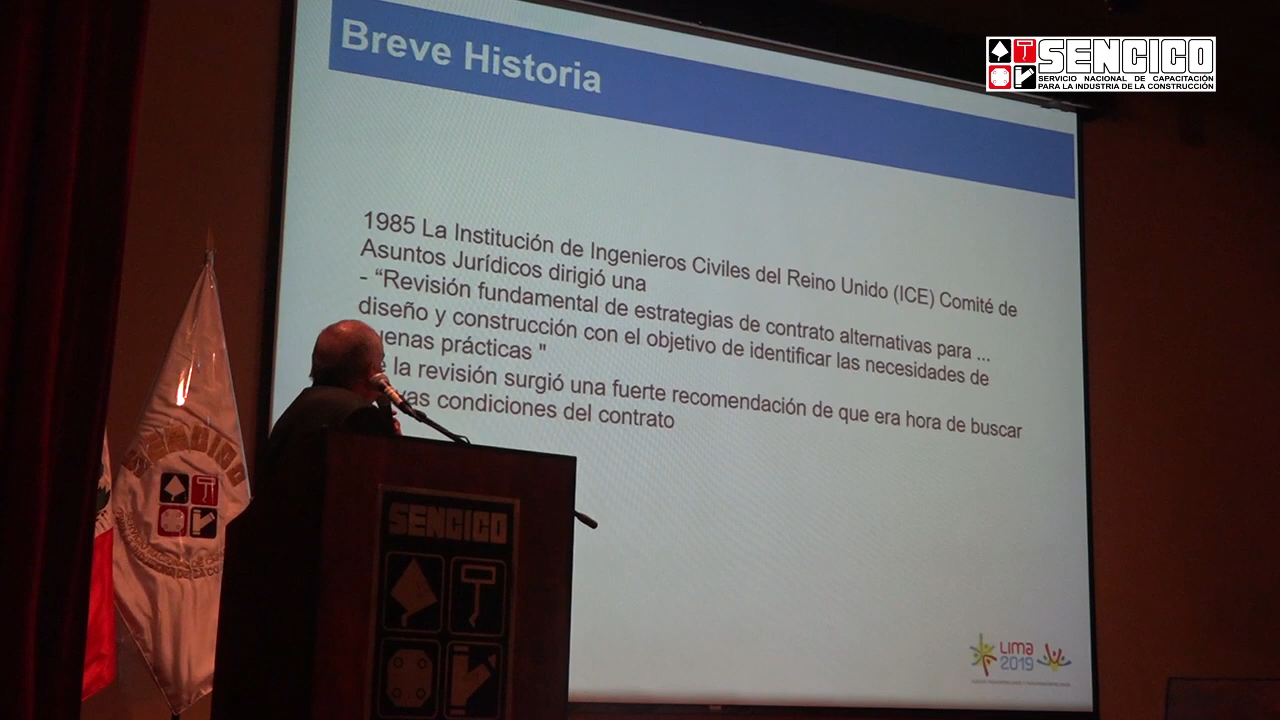 Breve Historia
SENCICO
SERVICIO NACIONAL DE CAPACITACIÓN
PARA LA INDUSTRIA DE LA CONSTRUCCIÓN
1985 La Institución de Ingenieros Civiles del Reino Unido (ICE) Comité de
Asuntos Jurídicos dirigió una
- “Revisión fundamental de estrategias de contrato alternativas para ...
diseño y construcción con el objetivo de identificar las necesidades de
prácticas "
la revisión surgió una fuerte recomendación de que era hora de buscar
condiciones del contrato
SENCICO
SENCICO
Lima
2019